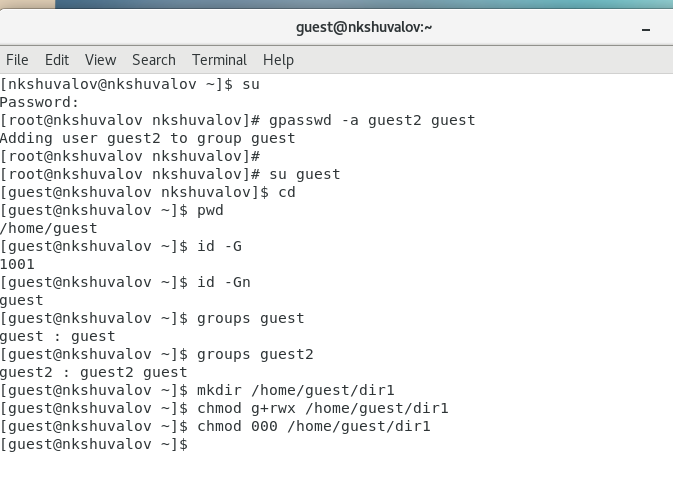 guest@nkshuvalov:~
File Edit View Search Terminal Help
[nkshuvalov@nkshuvalov ~]$ su
Password:
[root@nkshuvalov nkshuvalov]# gpasswd -a guest2 guest
Adding user guest2 to group guest
[root@nkshuvalov nkshuvalov]#
[root@nkshuvalov nkshuvalov]# su guest
[guest@nkshuvalov nkshuvalov]$ cd
[guest@nkshuvalov ~]$ pwd
/home/guest
[guest@nkshuvalov ~]$ id -G
1001
[guest@nkshuvalov ~]$ id -Gn
guest
[guest@nkshuvalov ~]$ groups guest
guest : guest
[guest@nkshuvalov ~]$ groups guest2
guest2 : guest2 guest
[guest@nkshuvalov ~]$ mkdir /home/guest/dir1
[guest@nkshuvalov ~]$ chmod g+rwx /home/guest/dir1
[guest@nkshuvalov ~]$ chmod 000 /home/guest/dir1
[guest@nkshuvalov ~]$